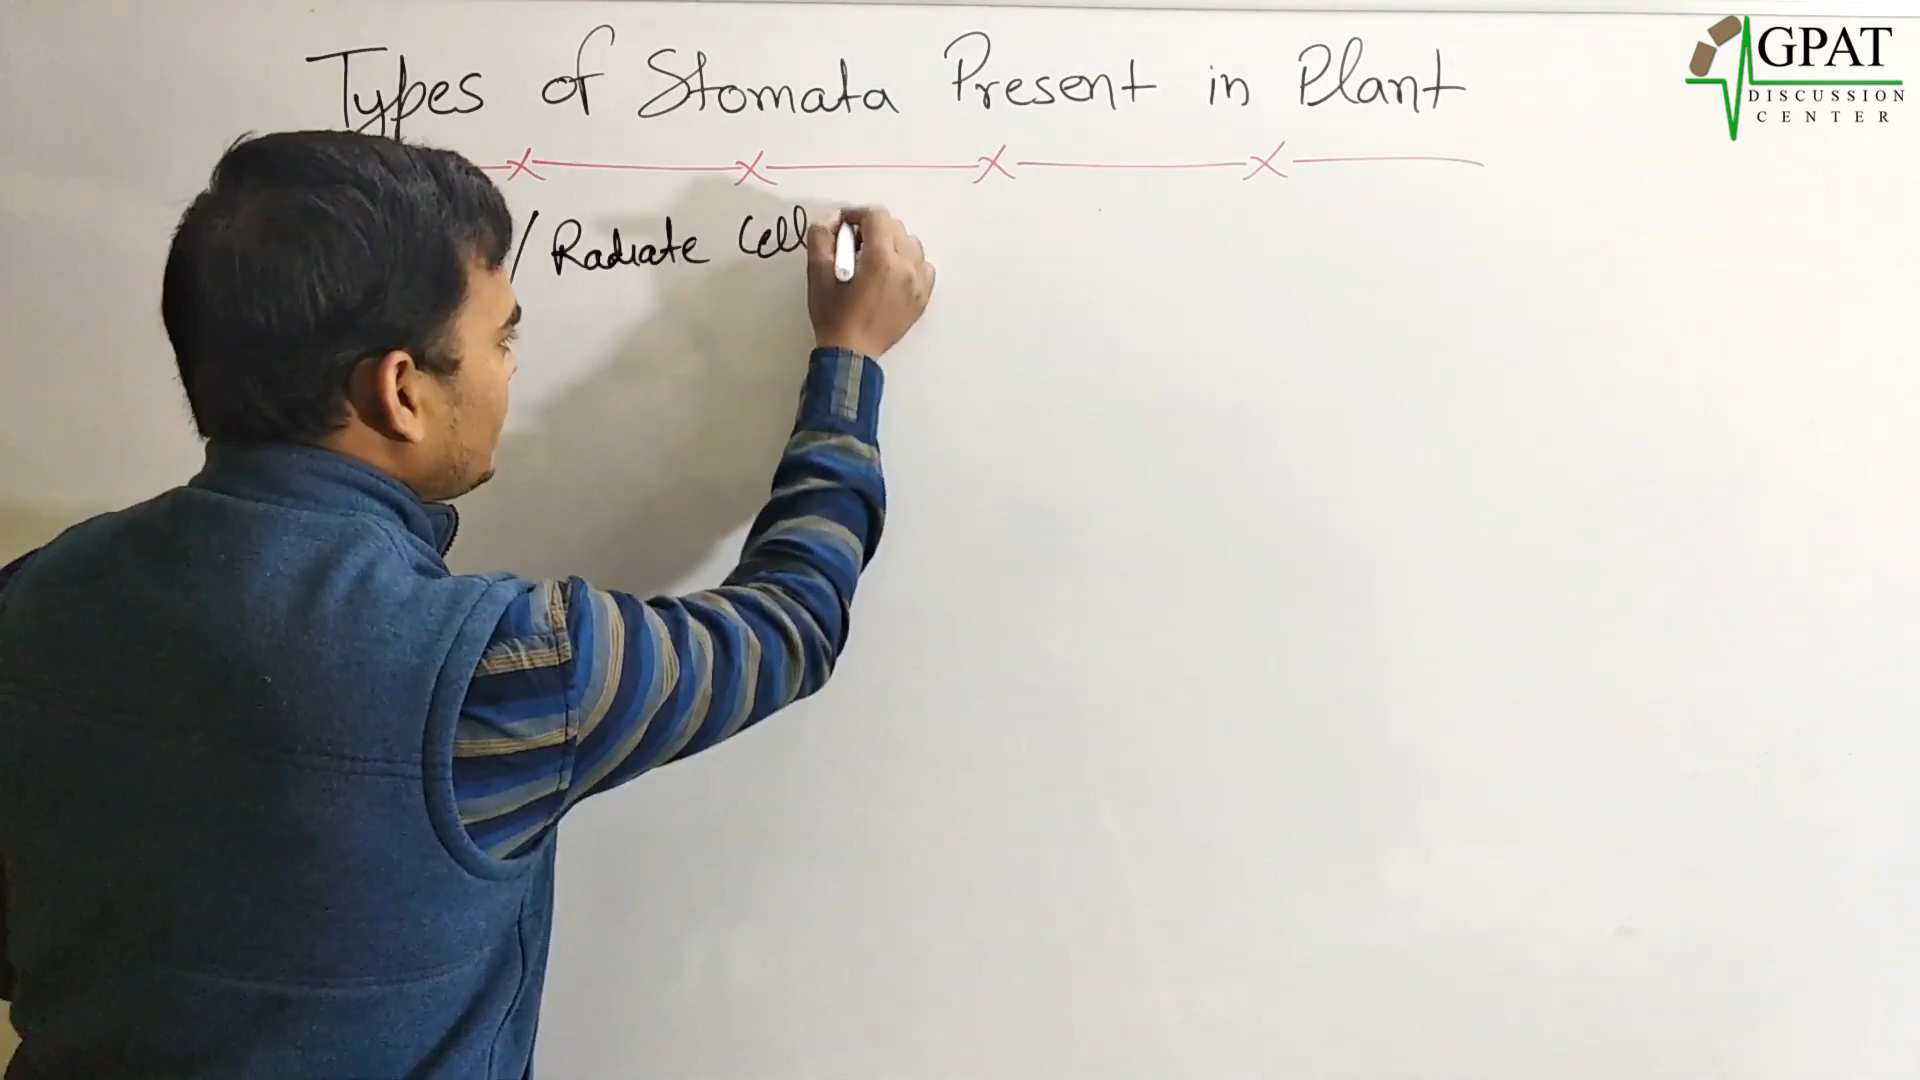 Types of Stomata Present in Plant
/ Radiate Cell
GPAT
DISCUSSION
CENTER